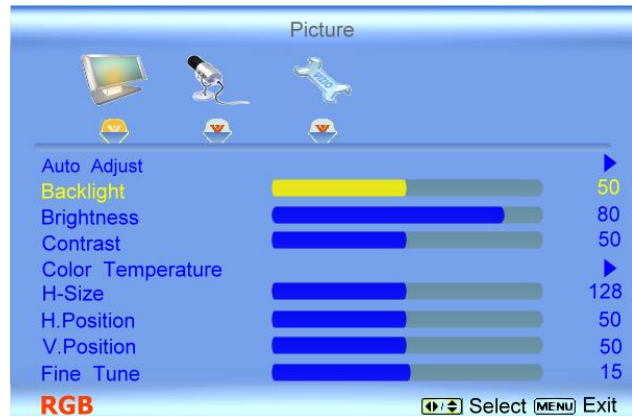 Picture
VIZIO
Auto Adjust
Backlight 50
Brightness 80
Contrast 50
Color Temperature
H-Size 128
H.Position 50
V.Position 50
Fine Tune 15
RGB Select MENU Exit